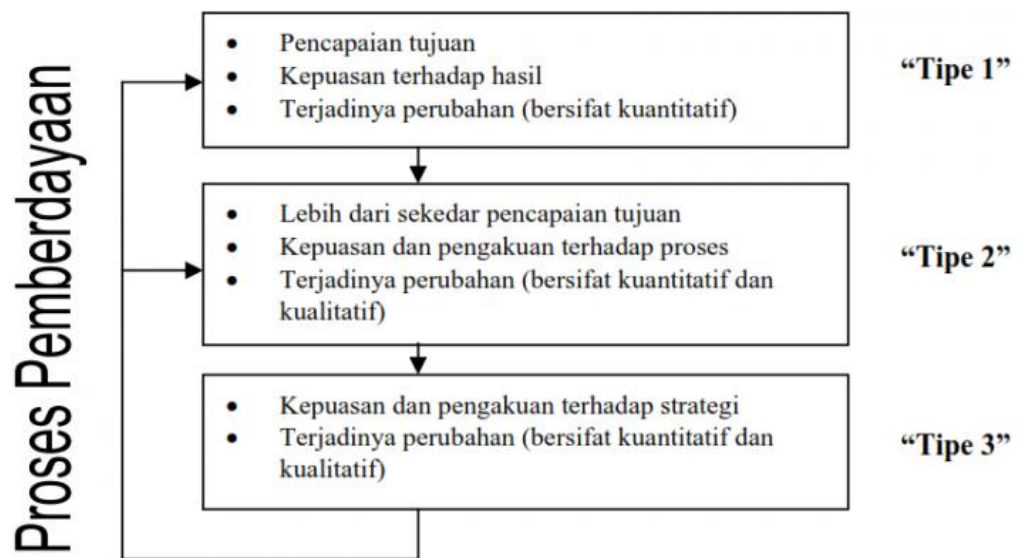 Proses Pemberdayaan
• Pencapaian tujuan
• Kepuasan terhadap hasil
• Terjadinya perubahan (bersifat kuantitatif)
“Tipe 1”
• Lebih dari sekedar pencapaian tujuan
• Kepuasan dan pengakuan terhadap proses
• Terjadinya perubahan (bersifat kuantitatif dan
kualitatif)
“Tipe 2”
• Kepuasan dan pengakuan terhadap strategi
• Terjadinya perubahan (bersifat kuantitatif dan
kualitatif)
“Tipe 3”